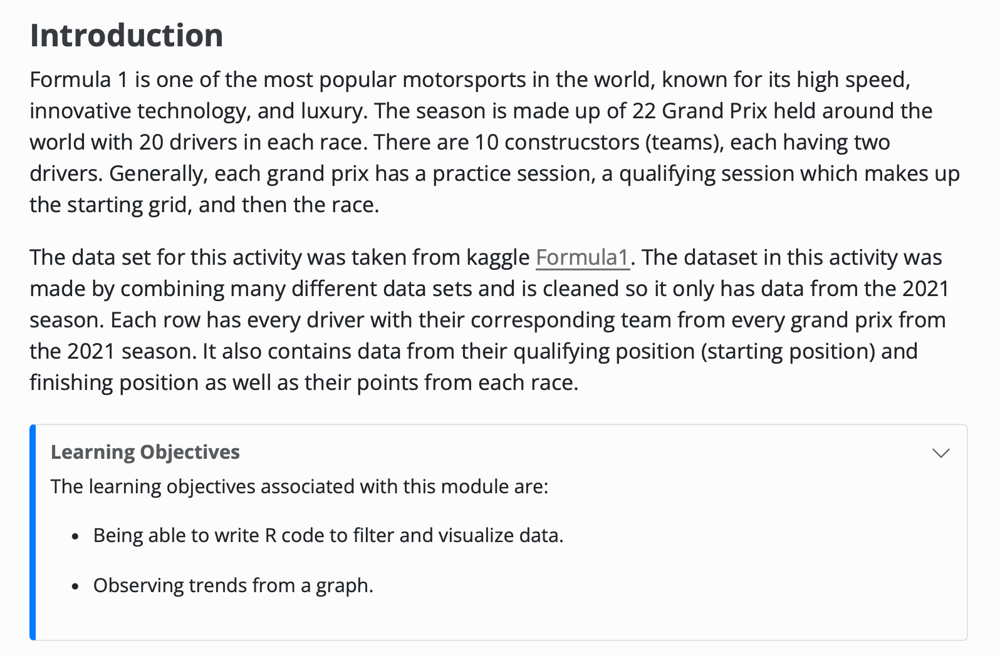 Introduction
Formula 1 is one of the most popular motorsports in the world, known for its high speed,
innovative technology, and luxury. The season is made up of 22 Grand Prix held around the
world with 20 drivers in each race. There are 10 construcstors (teams), each having two
drivers. Generally, each grand prix has a practice session, a qualifying session which makes up
the starting grid, and then the race.
The data set for this activity was taken from kaggle Formula1. The dataset in this activity was
made by combining many different data sets and is cleaned so it only has data from the 2021
season. Each row has every driver with their corresponding team from every grand prix from
the 2021 season. It also contains data from their qualifying position (starting position) and
finishing position as well as their points from each race.
Learning Objectives
The learning objectives associated with this module are:
• Being able to write R code to filter and visualize data.
• Observing trends from a graph.